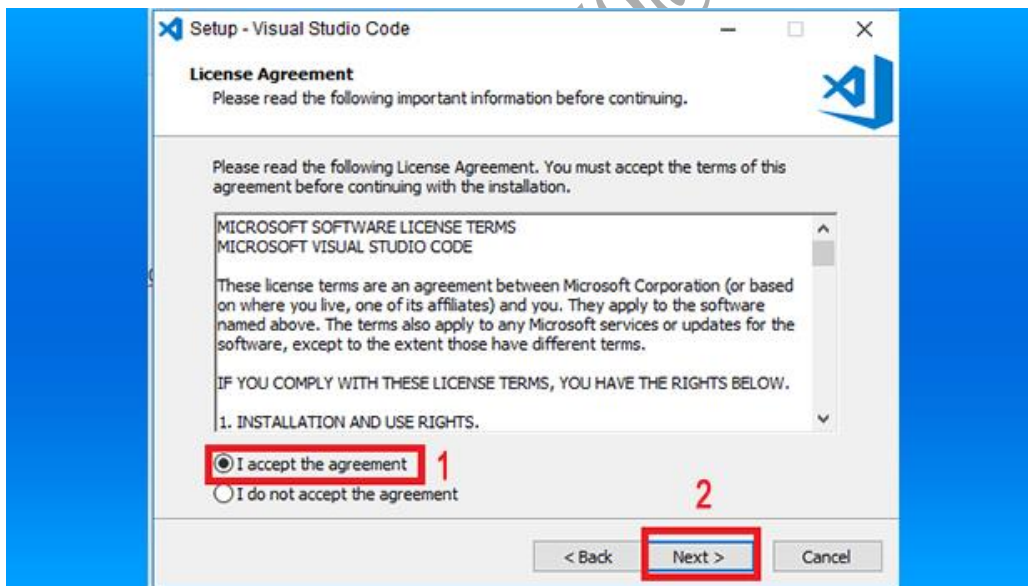 Setup - Visual Studio Code
License Agreement
Please read the following important information before continuing.
Please read the following License Agreement. You must accept the terms of this
agreement before continuing with the installation.
MICROSOFT SOFTWARE LICENSE TERMS
MICROSOFT VISUAL STUDIO CODE
These license terms are an agreement between Microsoft Corporation (or based
on where you live, one of its affiliates) and you. They apply to the software
named above. The terms also apply to any Microsoft services or updates for the
software, except to the extent those have different terms.
IF YOU COMPLY WITH THESE LICENSE TERMS, YOU HAVE THE RIGHTS BELOW.
1. INSTALLATION AND USE RIGHTS.
I accept the agreement 1
I do not accept the agreement
2
< Back Next > Cancel